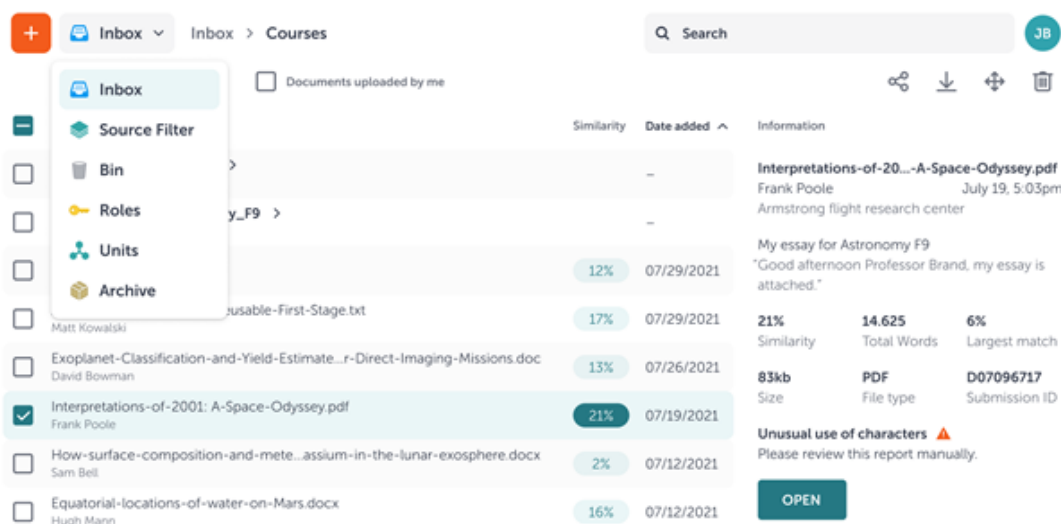 + Inbox Inbox > Courses Search JB
Inbox
Documents uploaded by me
Source Filter
Bin
Roles
Units
Archive
Similarity Date added
–
y_F9 >
–
12% 07/29/2021
eusable-First-Stage.txt
Matt Kowalski
17% 07/29/2021
Exoplanet-Classification-and-Yield-Estimate...r-Direct-Imaging-Missions.doc
David Bowman
13% 07/26/2021
Interpretations-of-2001: A-Space-Odyssey.pdf
Frank Poole
21% 07/19/2021
How-surface-composition-and-mete...assium-in-the-lunar-exosphere.docx
Sam Bell
2% 07/12/2021
Equatorial-locations-of-water-on-Mars.docx
Hugh Mann
16% 07/12/2021
Information
Interpretations-of-20...-A-Space-Odyssey.pdf
Frank Poole July 19, 5:03pm
Armstrong flight research center
My essay for Astronomy F9
"Good afternoon Professor Brand, my essay is
attached."
21% 14.625 6%
Similarity Total Words Largest match
83kb PDF D07096717
Size File type Submission ID
Unusual use of characters
Please review this report manually.
OPEN